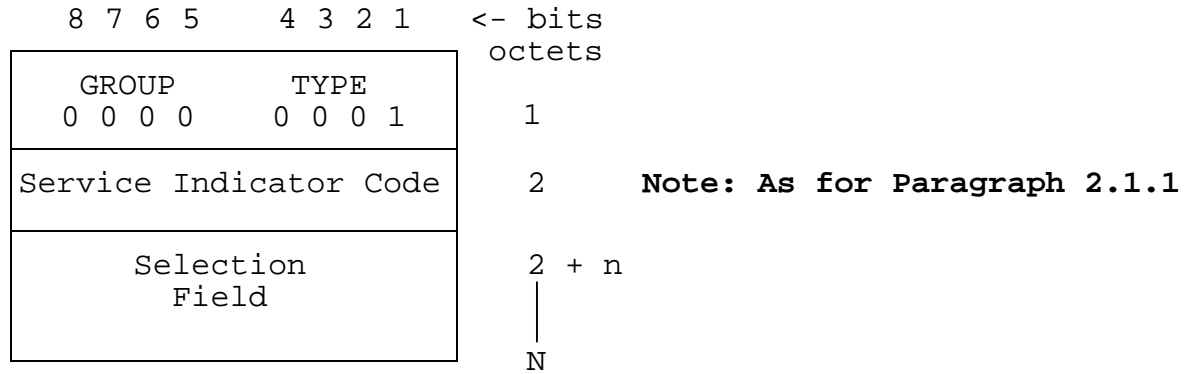 8 7 6 5 4 3 2 1 <- bits
octets
GROUP TYPE
0 0 0 0 0 0 0 1 1
Service Indicator Code 2 Note: As for Paragraph 2.1.1
Selection 2 + n
Field
N